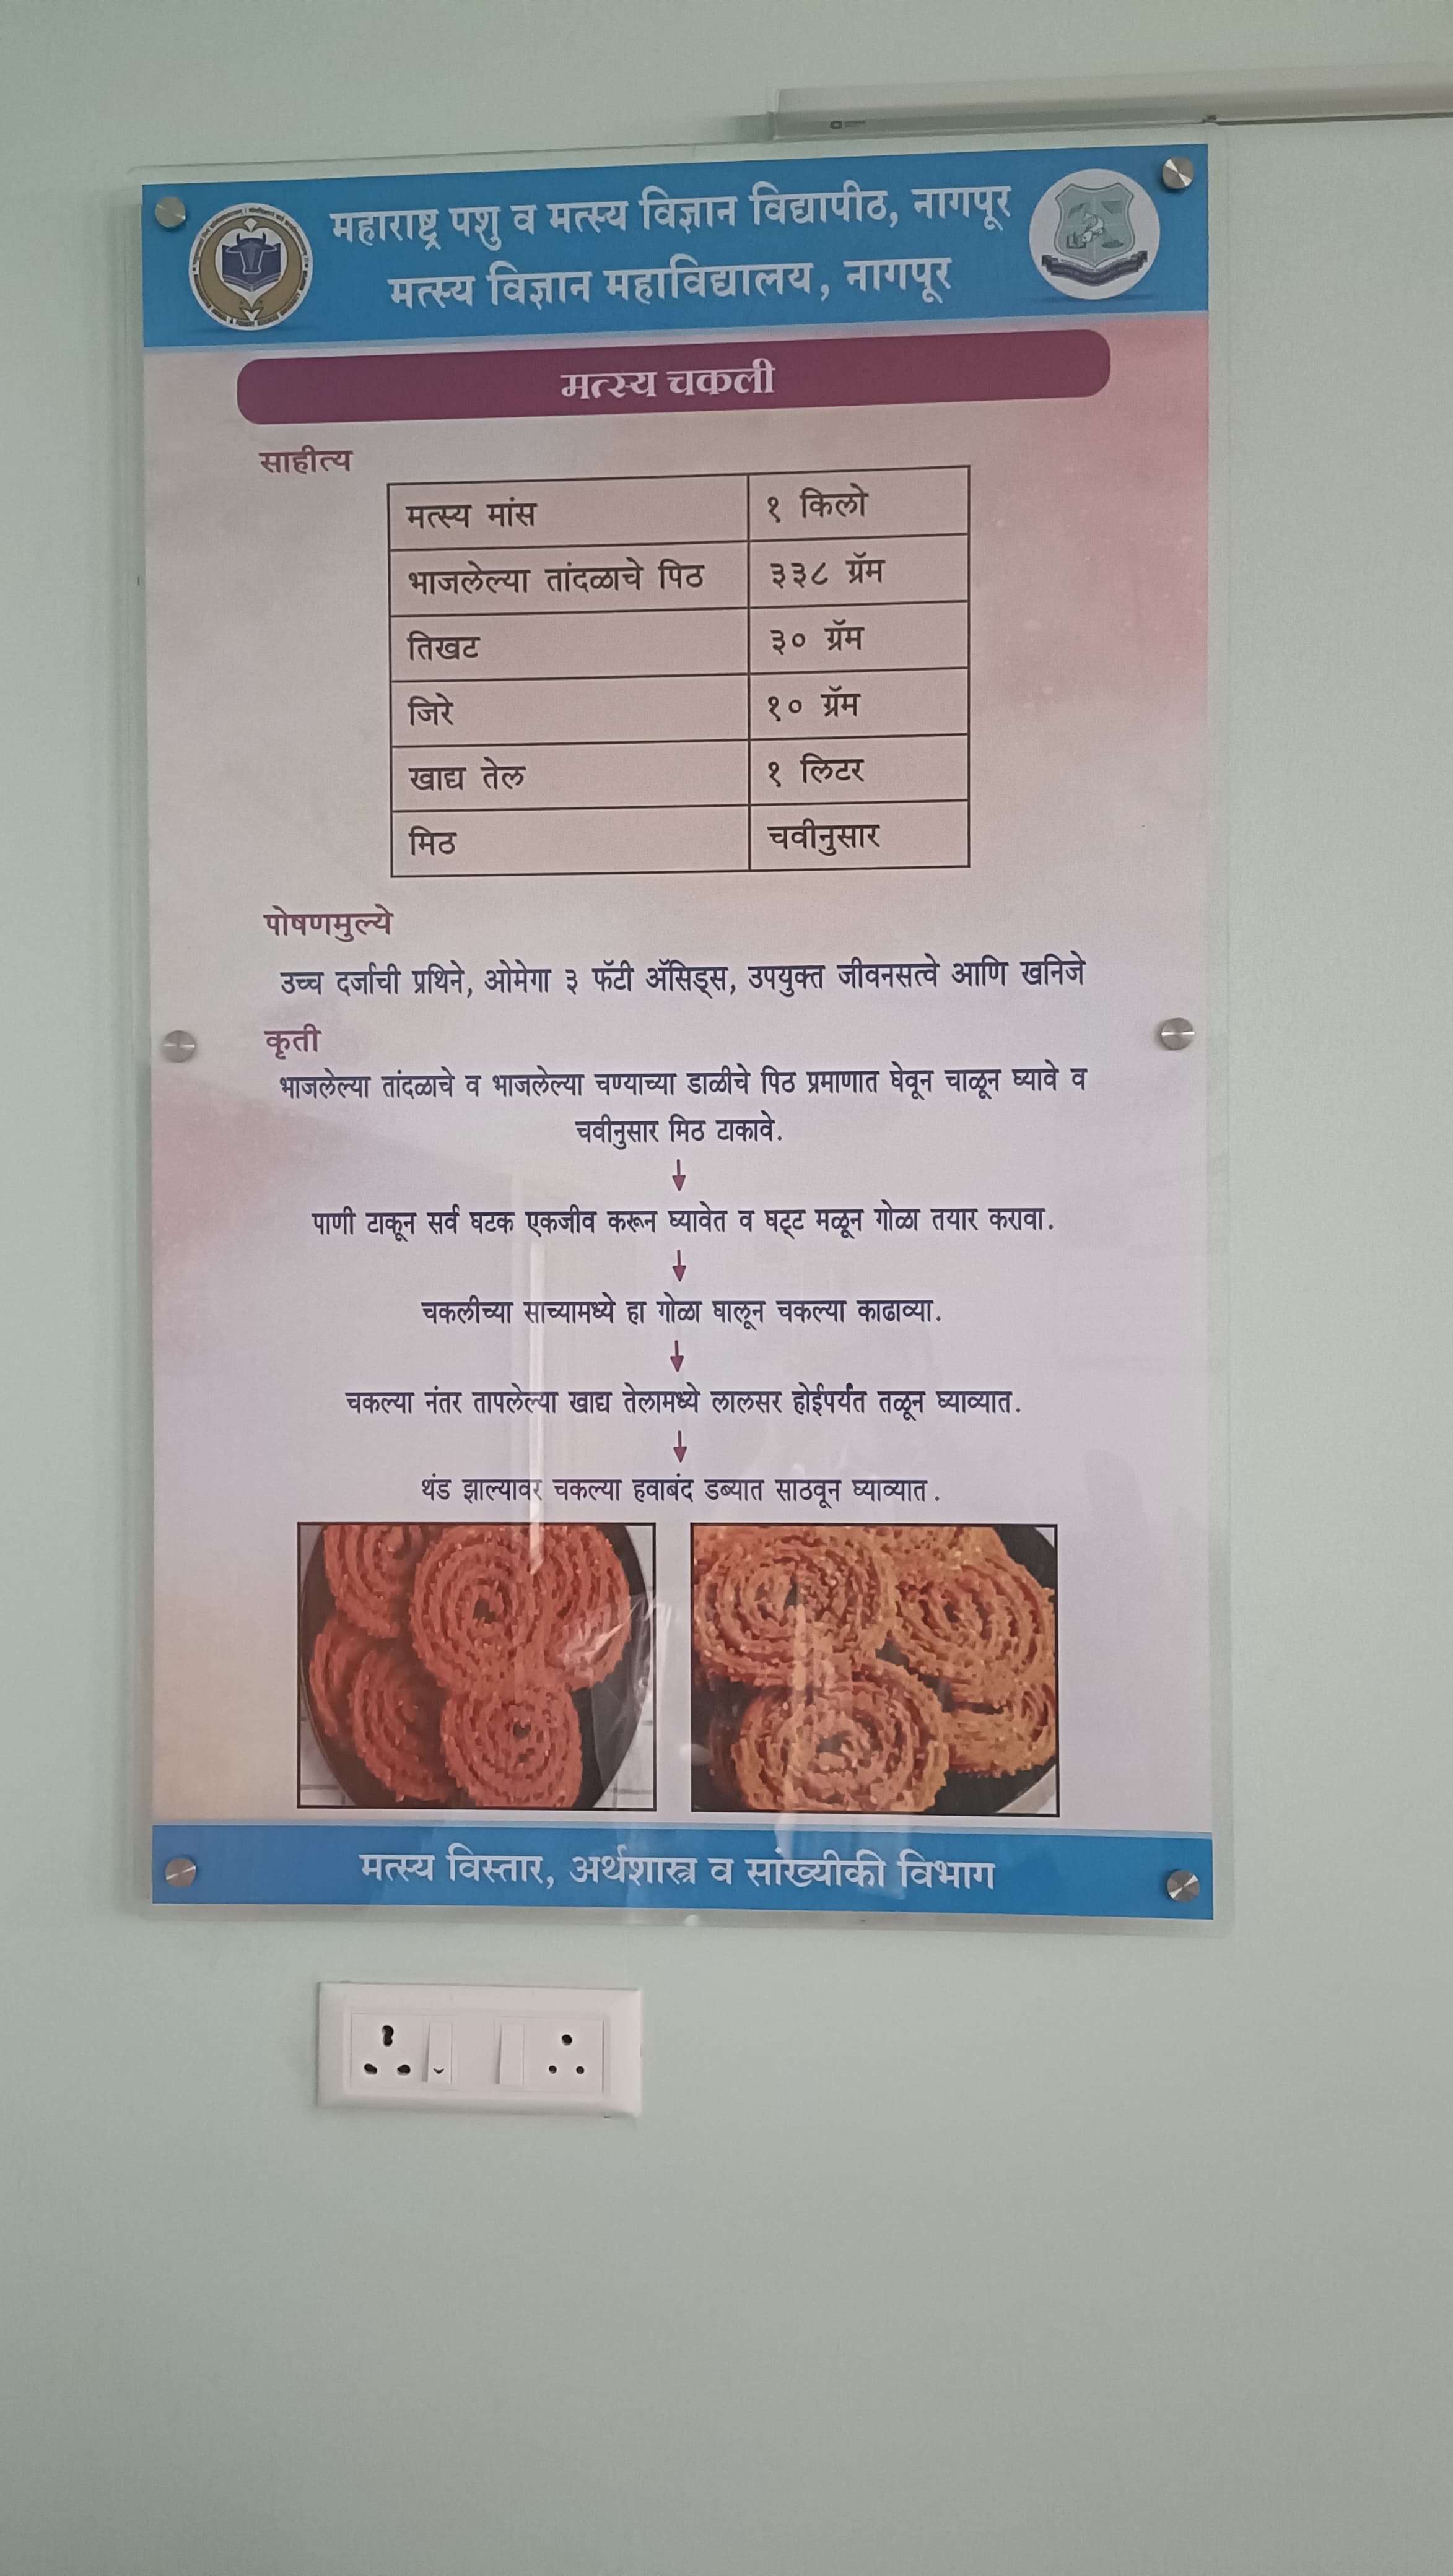 महाराष्ट्र पशु व मत्स्य विज्ञान विद्यापीठ, नागपूर
मत्स्य विज्ञान महाविद्यालय, नागपूर
मत्स्य चकली
साहीत्य
मत्स्य मांस १ किलो
भाजलेल्या तांदळाचे पिठ ३३८ ग्रॅम
तिखट ३० ग्रॅम
जिरे १० ग्रॅम
खाद्य तेल १ लिटर
मिठ चवीनुसार
पोषणमुल्ये
उच्च दर्जाची प्रथिने, ओमेगा ३ फॅटी ॲसिड्स, उपयुक्त जीवनसत्वे आणि खनिजे
कृती
भाजलेल्या तांदळाचे व भाजलेल्या चण्याच्या डाळीचे पिठ प्रमाणात घेवून चाळून घ्यावे व
चवीनुसार मिठ टाकावे.
पाणी टाकून सर्व घटक एकजीव करून घ्यावेत व घट्ट मळून गोळा तयार करावा.
चकलीच्या साच्यामध्ये हा गोळा घालून चकल्या काढाव्या.
चकल्या नंतर तापलेल्या खाद्य तेलामध्ये लालसर होईपर्यंत तळून घ्याव्यात.
थंड झाल्यावर चकल्या हवाबंद डब्यात साठवून घ्याव्यात.
मत्स्य विस्तार, अर्थशास्त्र व सांख्यीकी विभाग